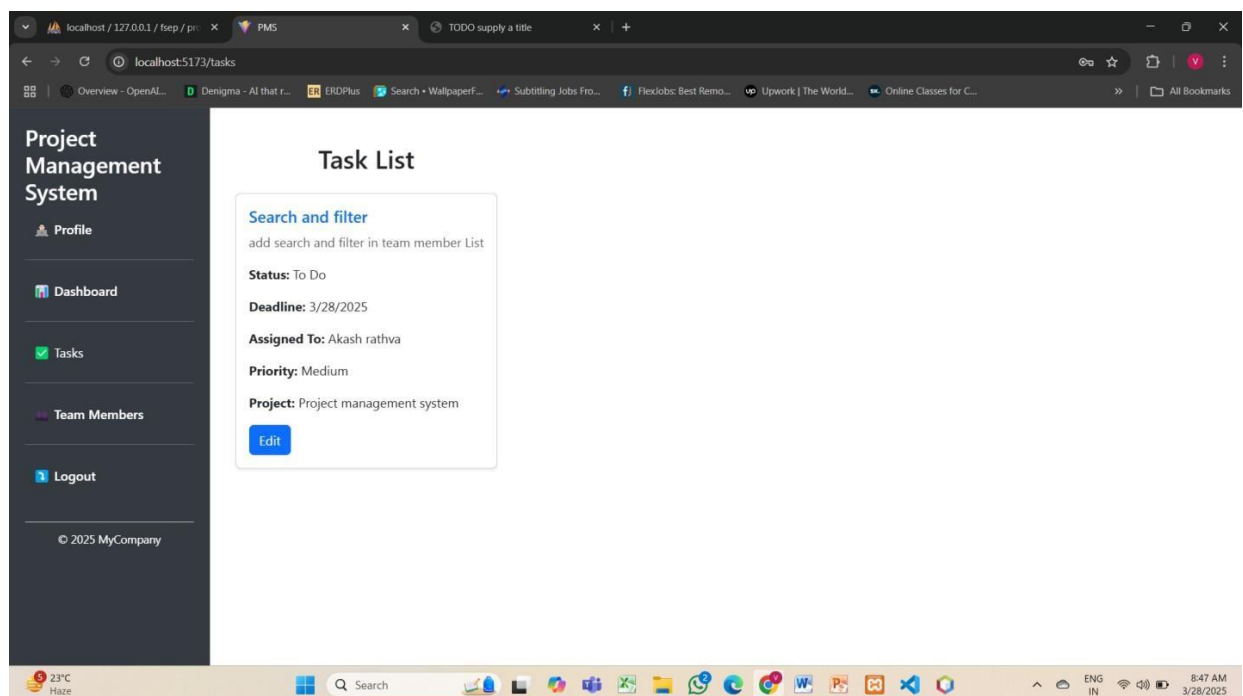 localhost / 127.0.0.1 / fsep / pro
PMS
TODO supply a title
localhost:5173/tasks
Overview - OpenAI...
Denigma - AI that r...
ER ERDPlus
Search • WallpaperF...
Subtitling Jobs Fro...
FlexJobs: Best Remo...
up Upwork | The World...
Online Classes for C...
»
All Bookmarks
Project
Management
System
Profile
Dashboard
Tasks
Team Members
Logout
© 2025 MyCompany
Task List
Search and filter
add search and filter in team member List
Status: To Do
Deadline: 3/28/2025
Assigned To: Akash rathva
Priority: Medium
Project: Project management system
Edit
5
23°C
Haze
Search
ENG
IN
8:47 AM
3/28/2025